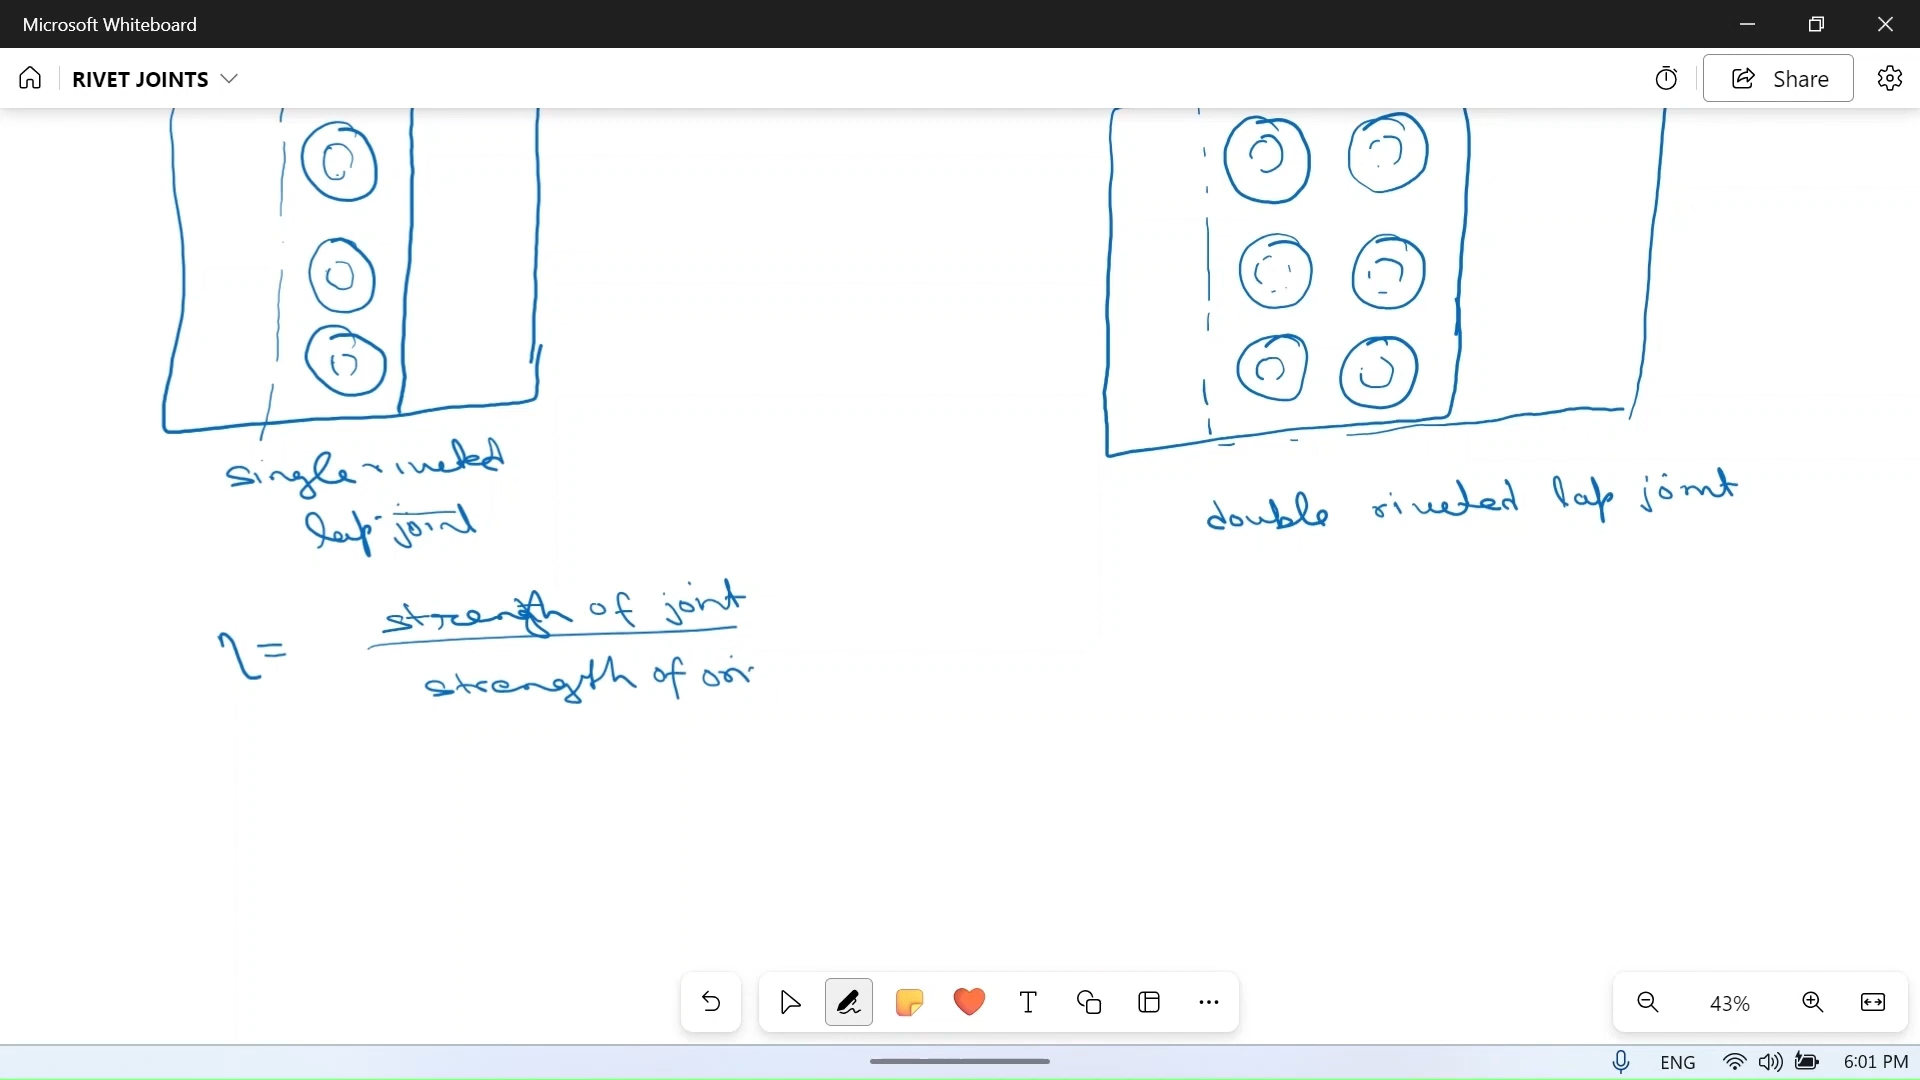 Microsoft Whiteboard
RIVET JOINTS
Share
single riveted
lap joint
double riveted lap joint
η = strength of joint
strength of ori
43%
ENG
6:01 PM